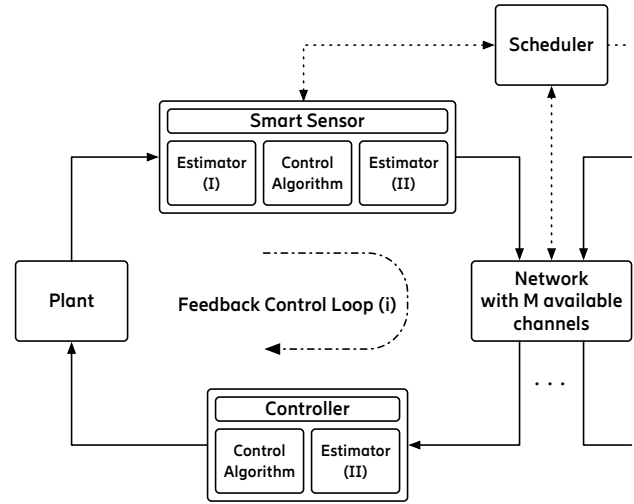 Scheduler
Smart Sensor
Estimator
(I)
Control
Algorithm
Estimator
(II)
Plant
Feedback Control Loop (i)
Network
with M available
channels
. . .
Controller
Control
Algorithm
Estimator
(II)